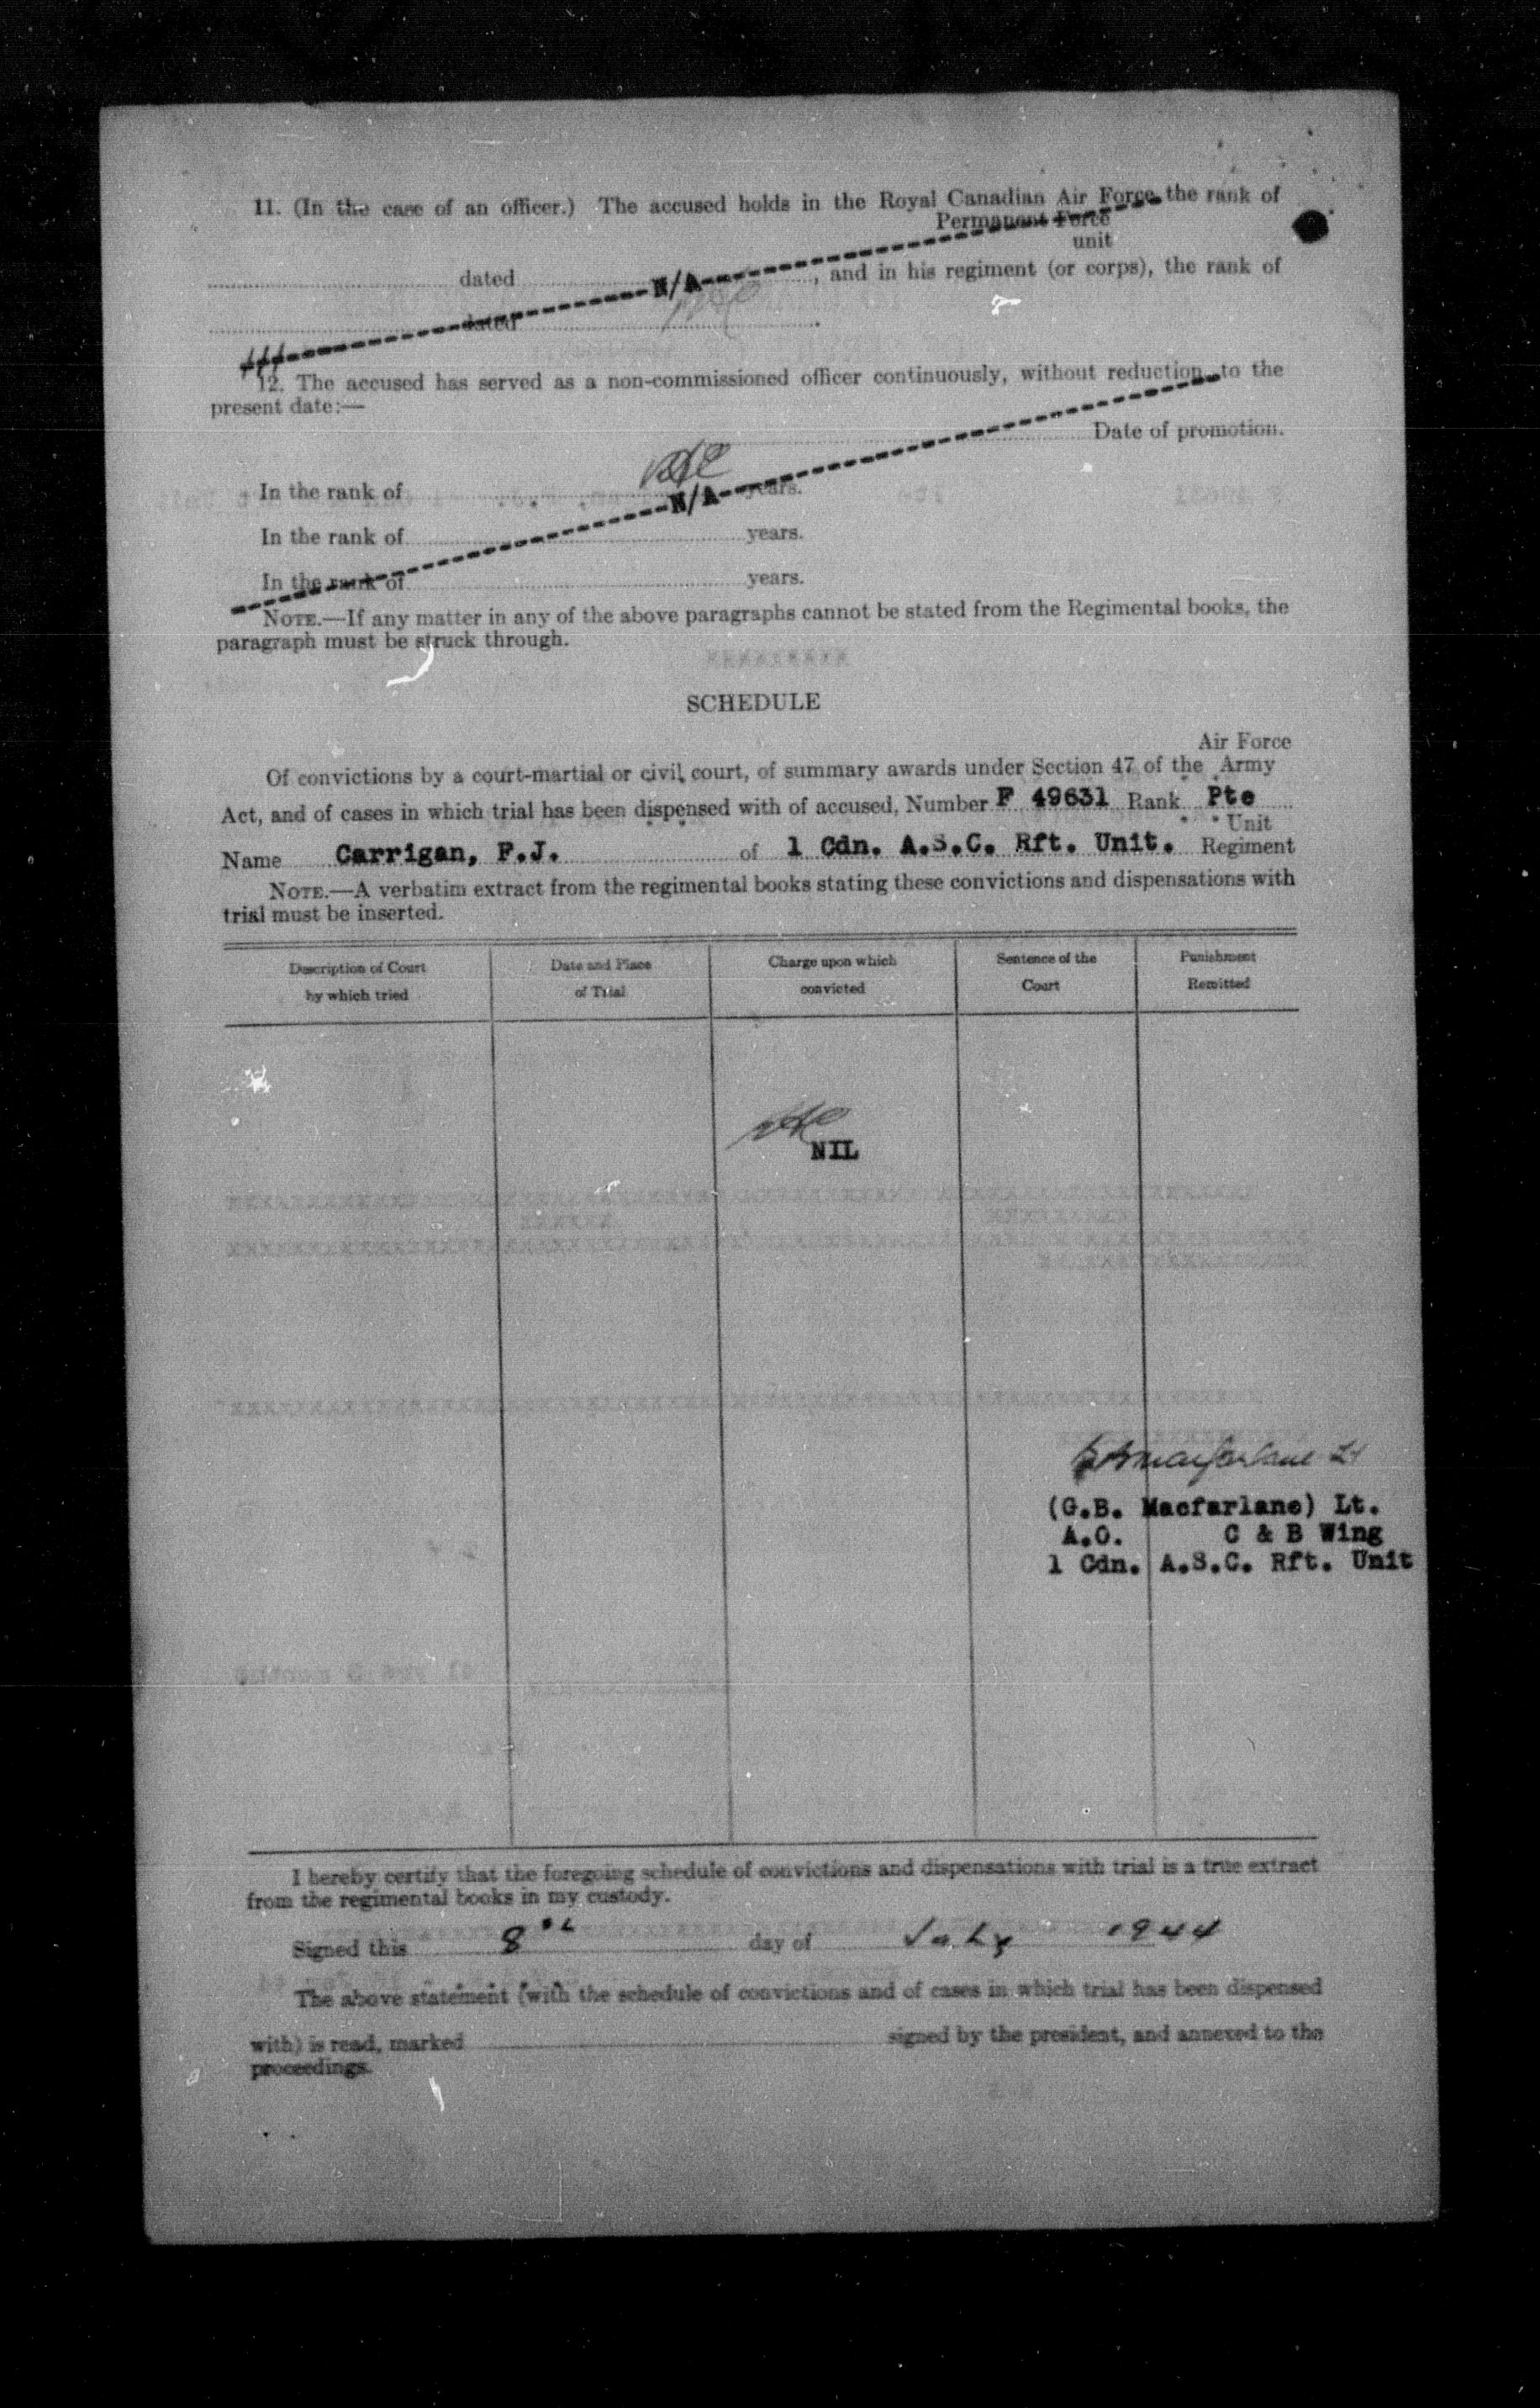 11. (In the case of an officer.) The accused holds in the Royal Canadian Air Force the rank of
Permanent Force
unit
dated N/A , and in his regiment (or corps), the rank of
dated .
12. The accused has served as a non-commissioned officer continuously, without reduction, to the
present date:—
Date of promotion.
In the rank of years.
N/A
In the rank of years.
In the rank of years.
NOTE.—If any matter in any of the above paragraphs cannot be stated from the Regimental books, the
paragraph must be struck through.
SCHEDULE
Air Force
Of convictions by a court-martial or civil court, of summary awards under Section 47 of the Army
Act, and of cases in which trial has been dispensed with of accused, Number F 49631 Rank Pte
Unit
Name Carrigan, F.J. of 1 Cdn. A.S.C. Rft. Unit. Regiment
NOTE.—A verbatim extract from the regimental books stating these convictions and dispensations with
trial must be inserted.
Description of Court Date and Place Charge upon which Sentence of the Punishment
by which tried of Trial convicted Court Remitted
NIL
G B Macfarlane Lt
(G.B. Macfarlane) Lt.
A.O. C & B Wing
1 Cdn. A.S.C. Rft. Unit
I hereby certify that the foregoing schedule of convictions and dispensations with trial is a true extract
from the regimental books in my custody.
Signed this 8 day of July 1944
The above statement (with the schedule of convictions and of cases in which trial has been dispensed
with) is read, marked signed by the president, and annexed to the
proceedings.